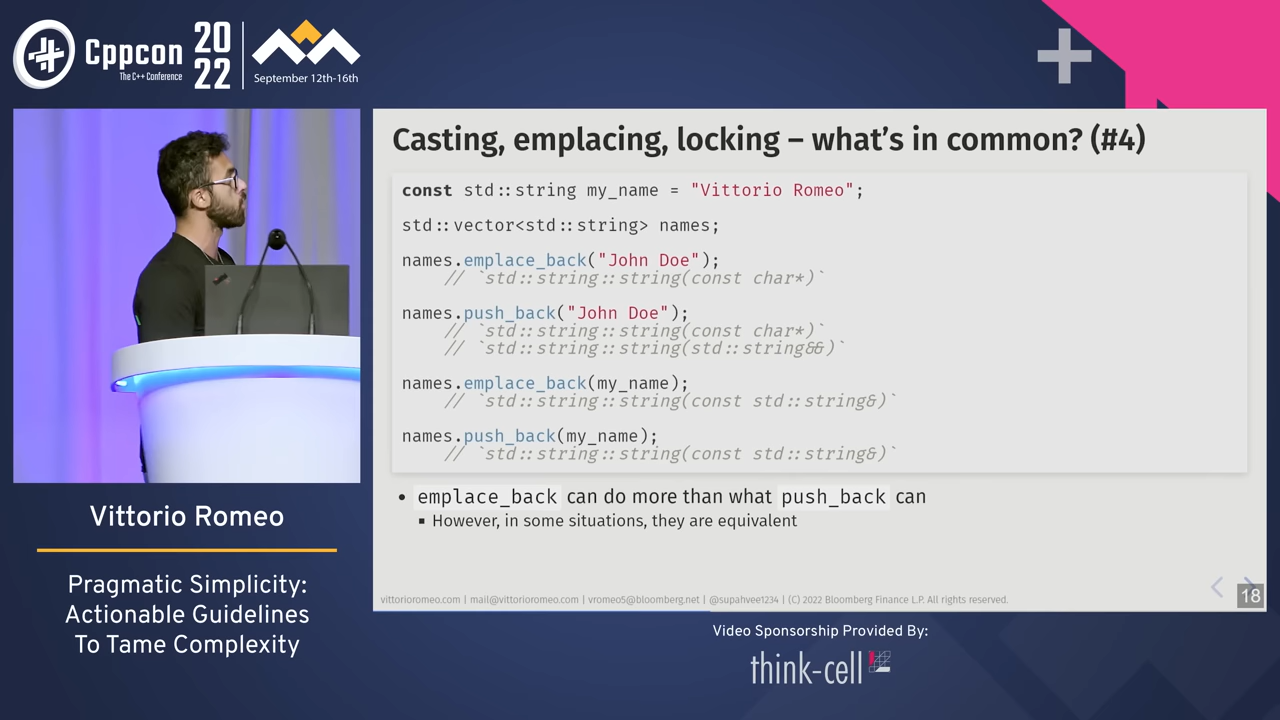 Cppcon
The C++ Conference
20
22
September 12th-16th
Casting, emplacing, locking – what's in common? (#4)
const std::string my_name = "Vittorio Romeo";
std::vector<std::string> names;
names.emplace_back("John Doe");
// `std::string::string(const char*)`
names.push_back("John Doe");
// `std::string::string(const char*)`
// `std::string::string(std::string&&)`
names.emplace_back(my_name);
// `std::string::string(const std::string&)`
names.push_back(my_name);
// `std::string::string(const std::string&)`
• emplace_back can do more than what push_back can
▪ However, in some situations, they are equivalent
vittorioromeo.com | mail@vittorioromeo.com | vromeo5@bloomberg.net | @supahvee1234 | (C) 2022 Bloomberg Finance L.P. All rights reserved.
18
Vittorio Romeo
Pragmatic Simplicity:
Actionable Guidelines
To Tame Complexity
Video Sponsorship Provided By:
think-cell